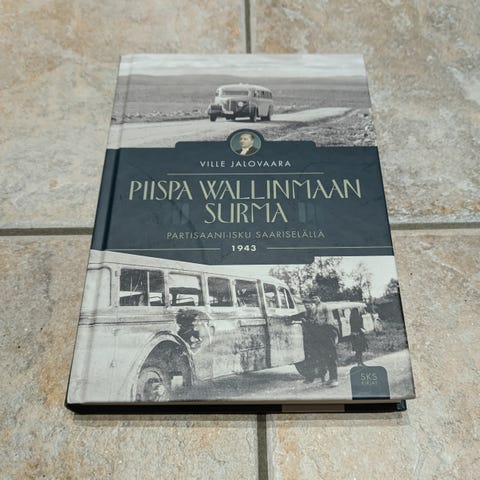 VILLE JALOVAARA
PIISPA WALLINMAAN
SURMA
PARTISAANI-ISKU SAARISELÄLLÄ
1943
SKS
KIRJAT